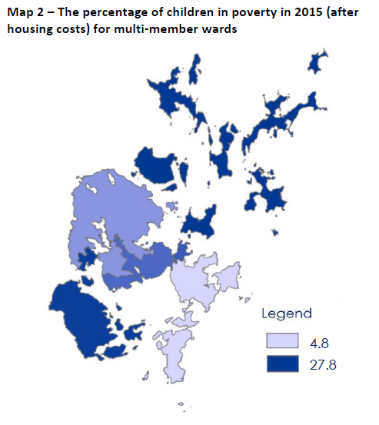 Map 2 – The percentage of children in poverty in 2015 (after
housing costs) for multi-member wards
Legend
4.8
27.8